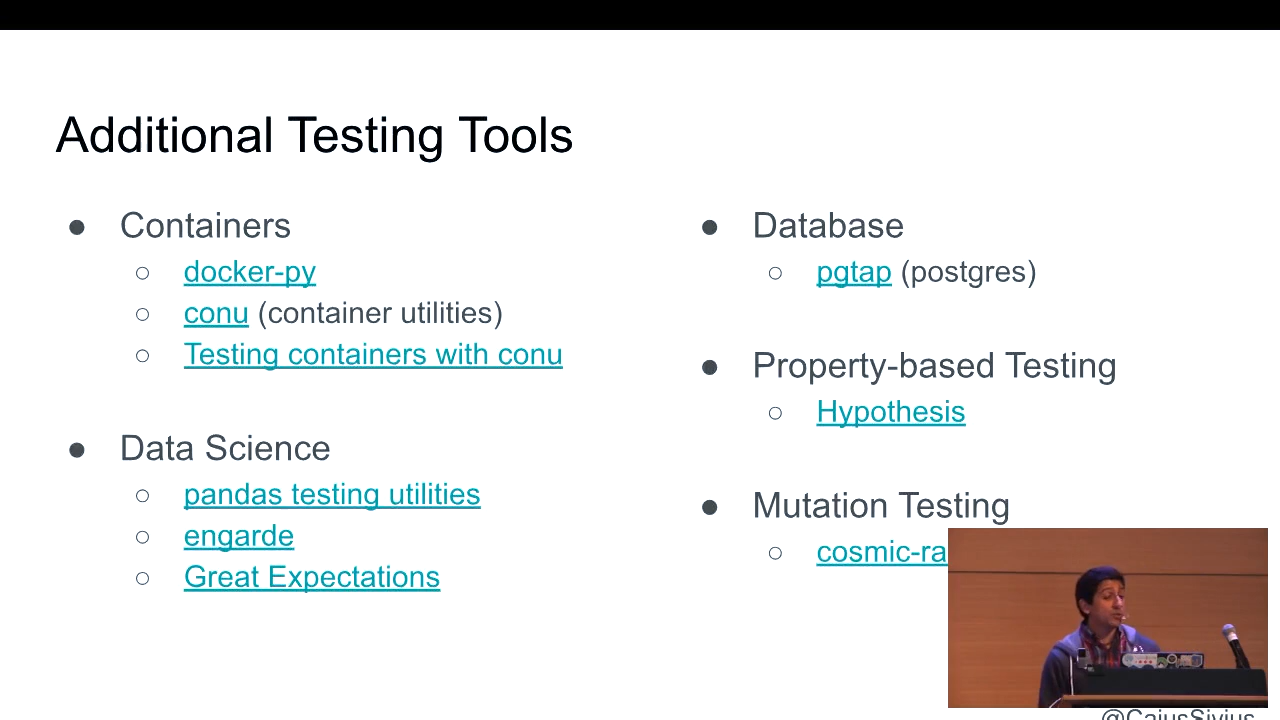 Additional Testing Tools
● Containers
○ docker-py
○ conu (container utilities)
○ Testing containers with conu
● Data Science
○ pandas testing utilities
○ engarde
○ Great Expectations
● Database
○ pgtap (postgres)
● Property-based Testing
○ Hypothesis
● Mutation Testing
○ cosmic-ra
@CaiusSivius